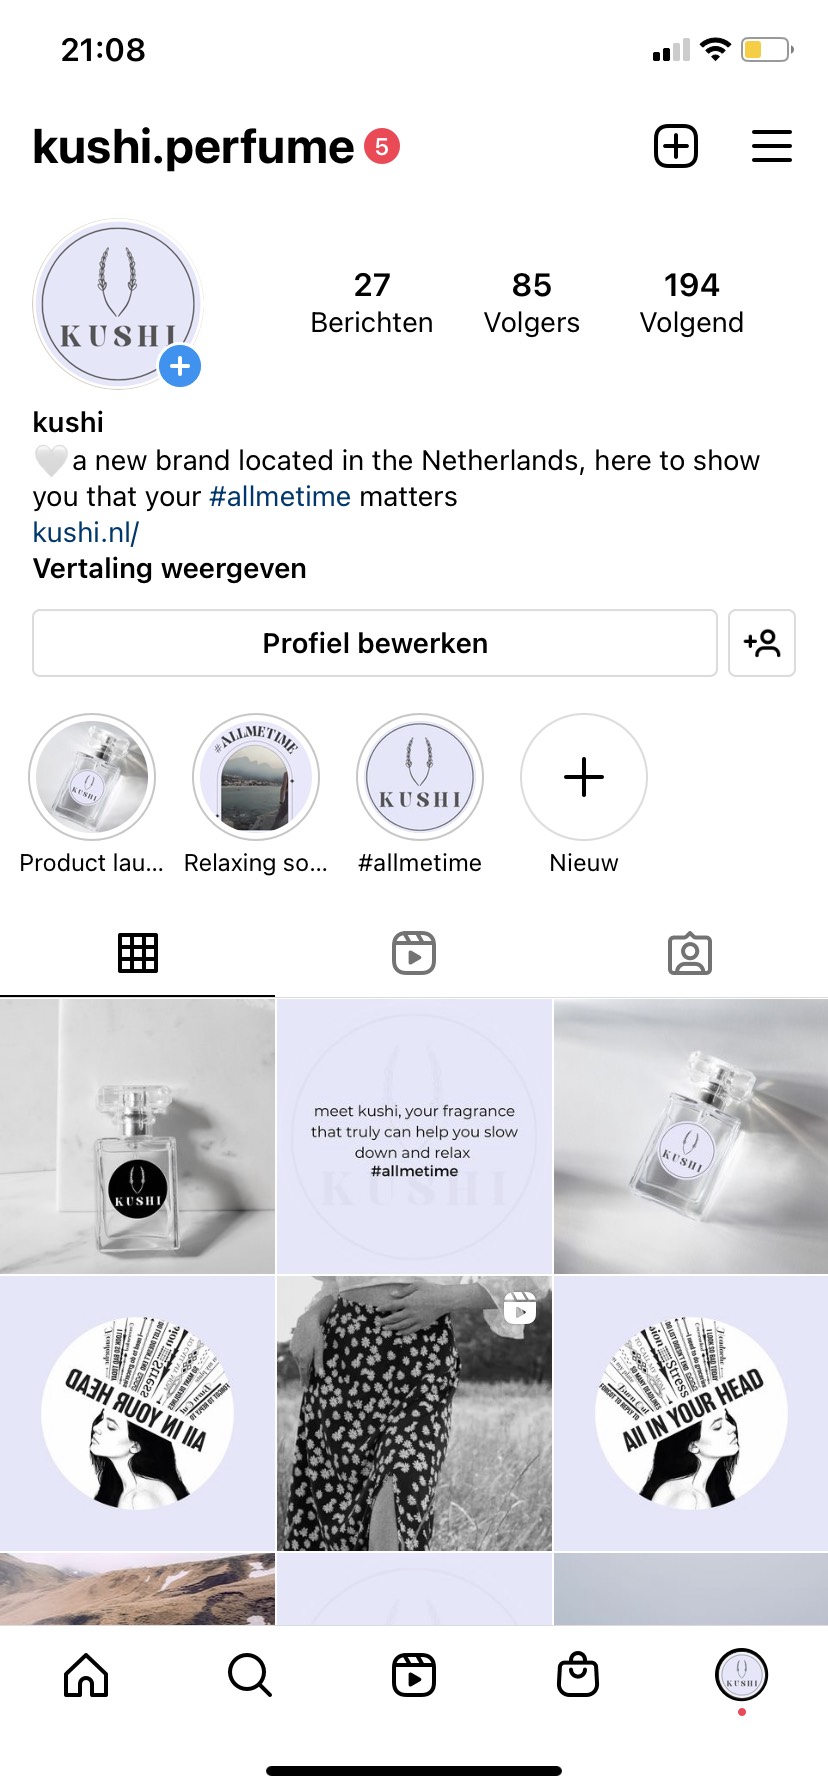 21:08
kushi.perfume 5
KUSHI
27 85 194
Berichten Volgers Volgend
kushi
🤍a new brand located in the Netherlands, here to show
you that your #allmetime matters
kushi.nl/
Vertaling weergeven
Profiel bewerken
KUSHI
#ALLMETIME
KUSHI
Product lau... Relaxing so... #allmetime Nieuw
KUSHI
meet kushi, your fragrance
that truly can help you slow
down and relax
#allmetime
KUSHI
KUSHI
Stress
All IN YOUR HEAD
Stress
All IN YOUR HEAD
KUSHI